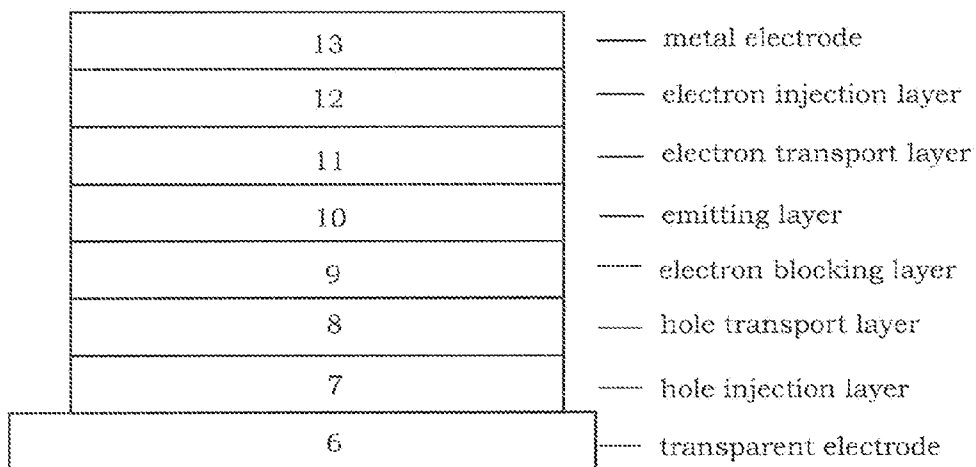 13 metal electrode
12 electron injection layer
11 electron transport layer
10 emitting layer
9 electron blocking layer
8 hole transport layer
7 hole injection layer
6 transparent electrode